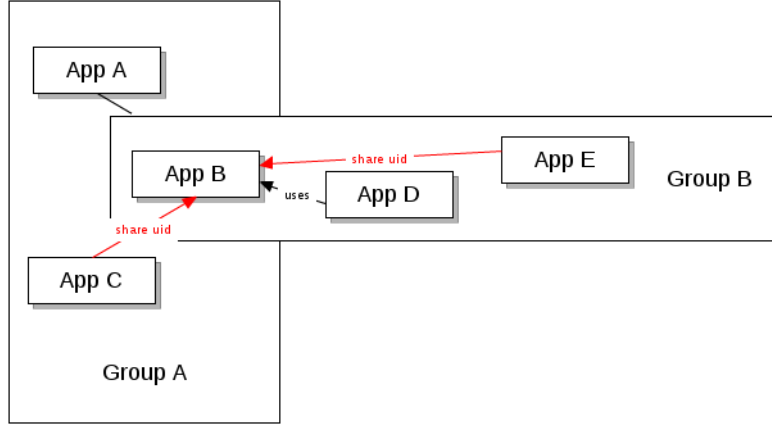 App A
App B
share uid
App E
Group B
uses
App D
share uid
App C
Group A